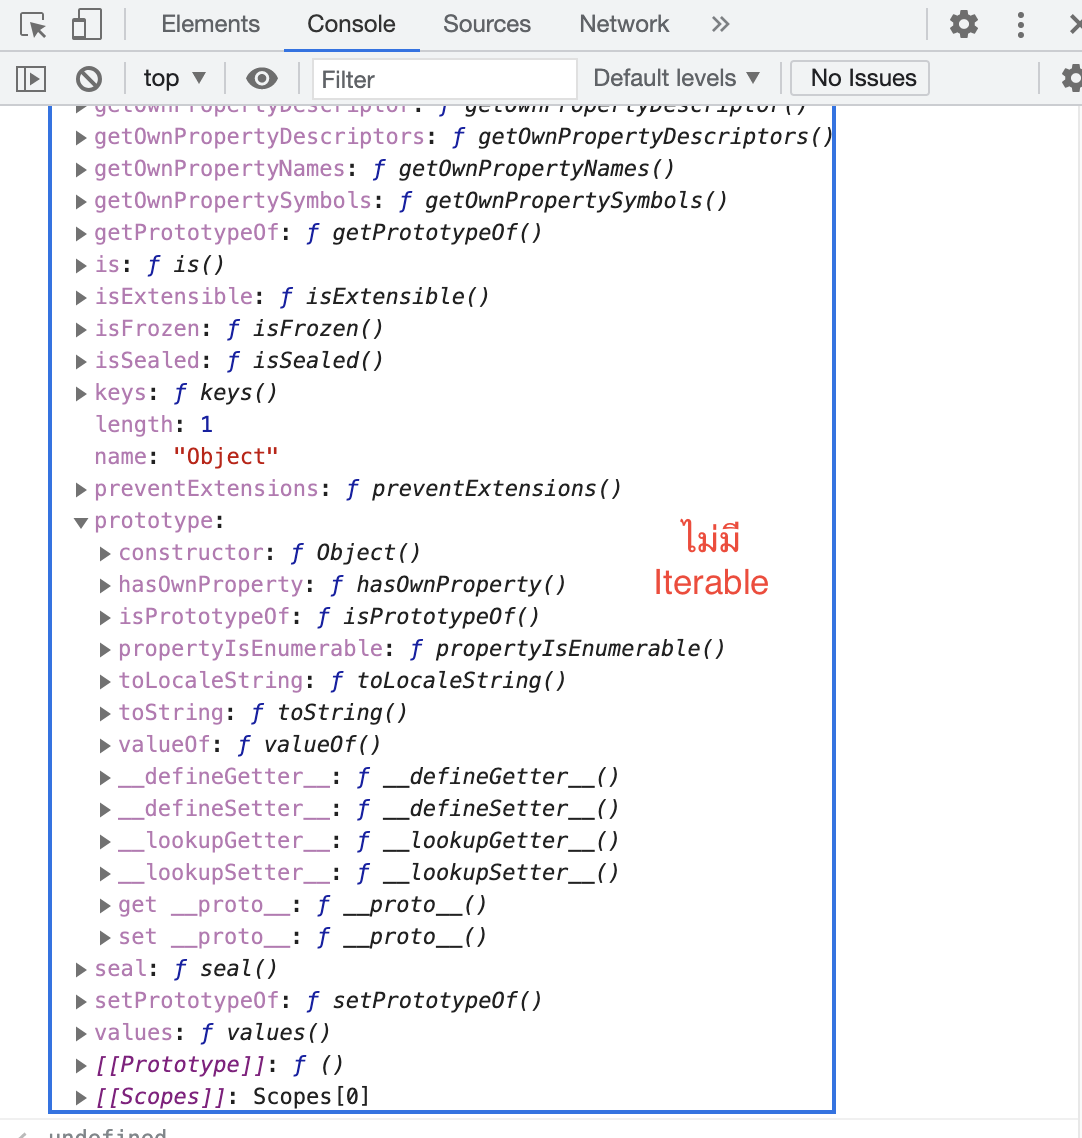 Elements Console Sources Network
top Filter Default levels No Issues
getOwnPropertyDescriptor: ƒ getOwnPropertyDescriptor()
getOwnPropertyDescriptors: ƒ getOwnPropertyDescriptors()
getOwnPropertyNames: ƒ getOwnPropertyNames()
getOwnPropertySymbols: ƒ getOwnPropertySymbols()
getPrototypeOf: ƒ getPrototypeOf()
is: ƒ is()
isExtensible: ƒ isExtensible()
isFrozen: ƒ isFrozen()
isSealed: ƒ isSealed()
keys: ƒ keys()
length: 1
name: "Object"
preventExtensions: ƒ preventExtensions()
prototype:
ไม่มี
Iterable
constructor: ƒ Object()
hasOwnProperty: ƒ hasOwnProperty()
isPrototypeOf: ƒ isPrototypeOf()
propertyIsEnumerable: ƒ propertyIsEnumerable()
toLocaleString: ƒ toLocaleString()
toString: ƒ toString()
valueOf: ƒ valueOf()
__defineGetter__: ƒ __defineGetter__()
__defineSetter__: ƒ __defineSetter__()
__lookupGetter__: ƒ __lookupGetter__()
__lookupSetter__: ƒ __lookupSetter__()
get __proto__: ƒ __proto__()
set __proto__: ƒ __proto__()
seal: ƒ seal()
setPrototypeOf: ƒ setPrototypeOf()
values: ƒ values()
[[Prototype]]: ƒ ()
[[Scopes]]: Scopes[0]
undefined